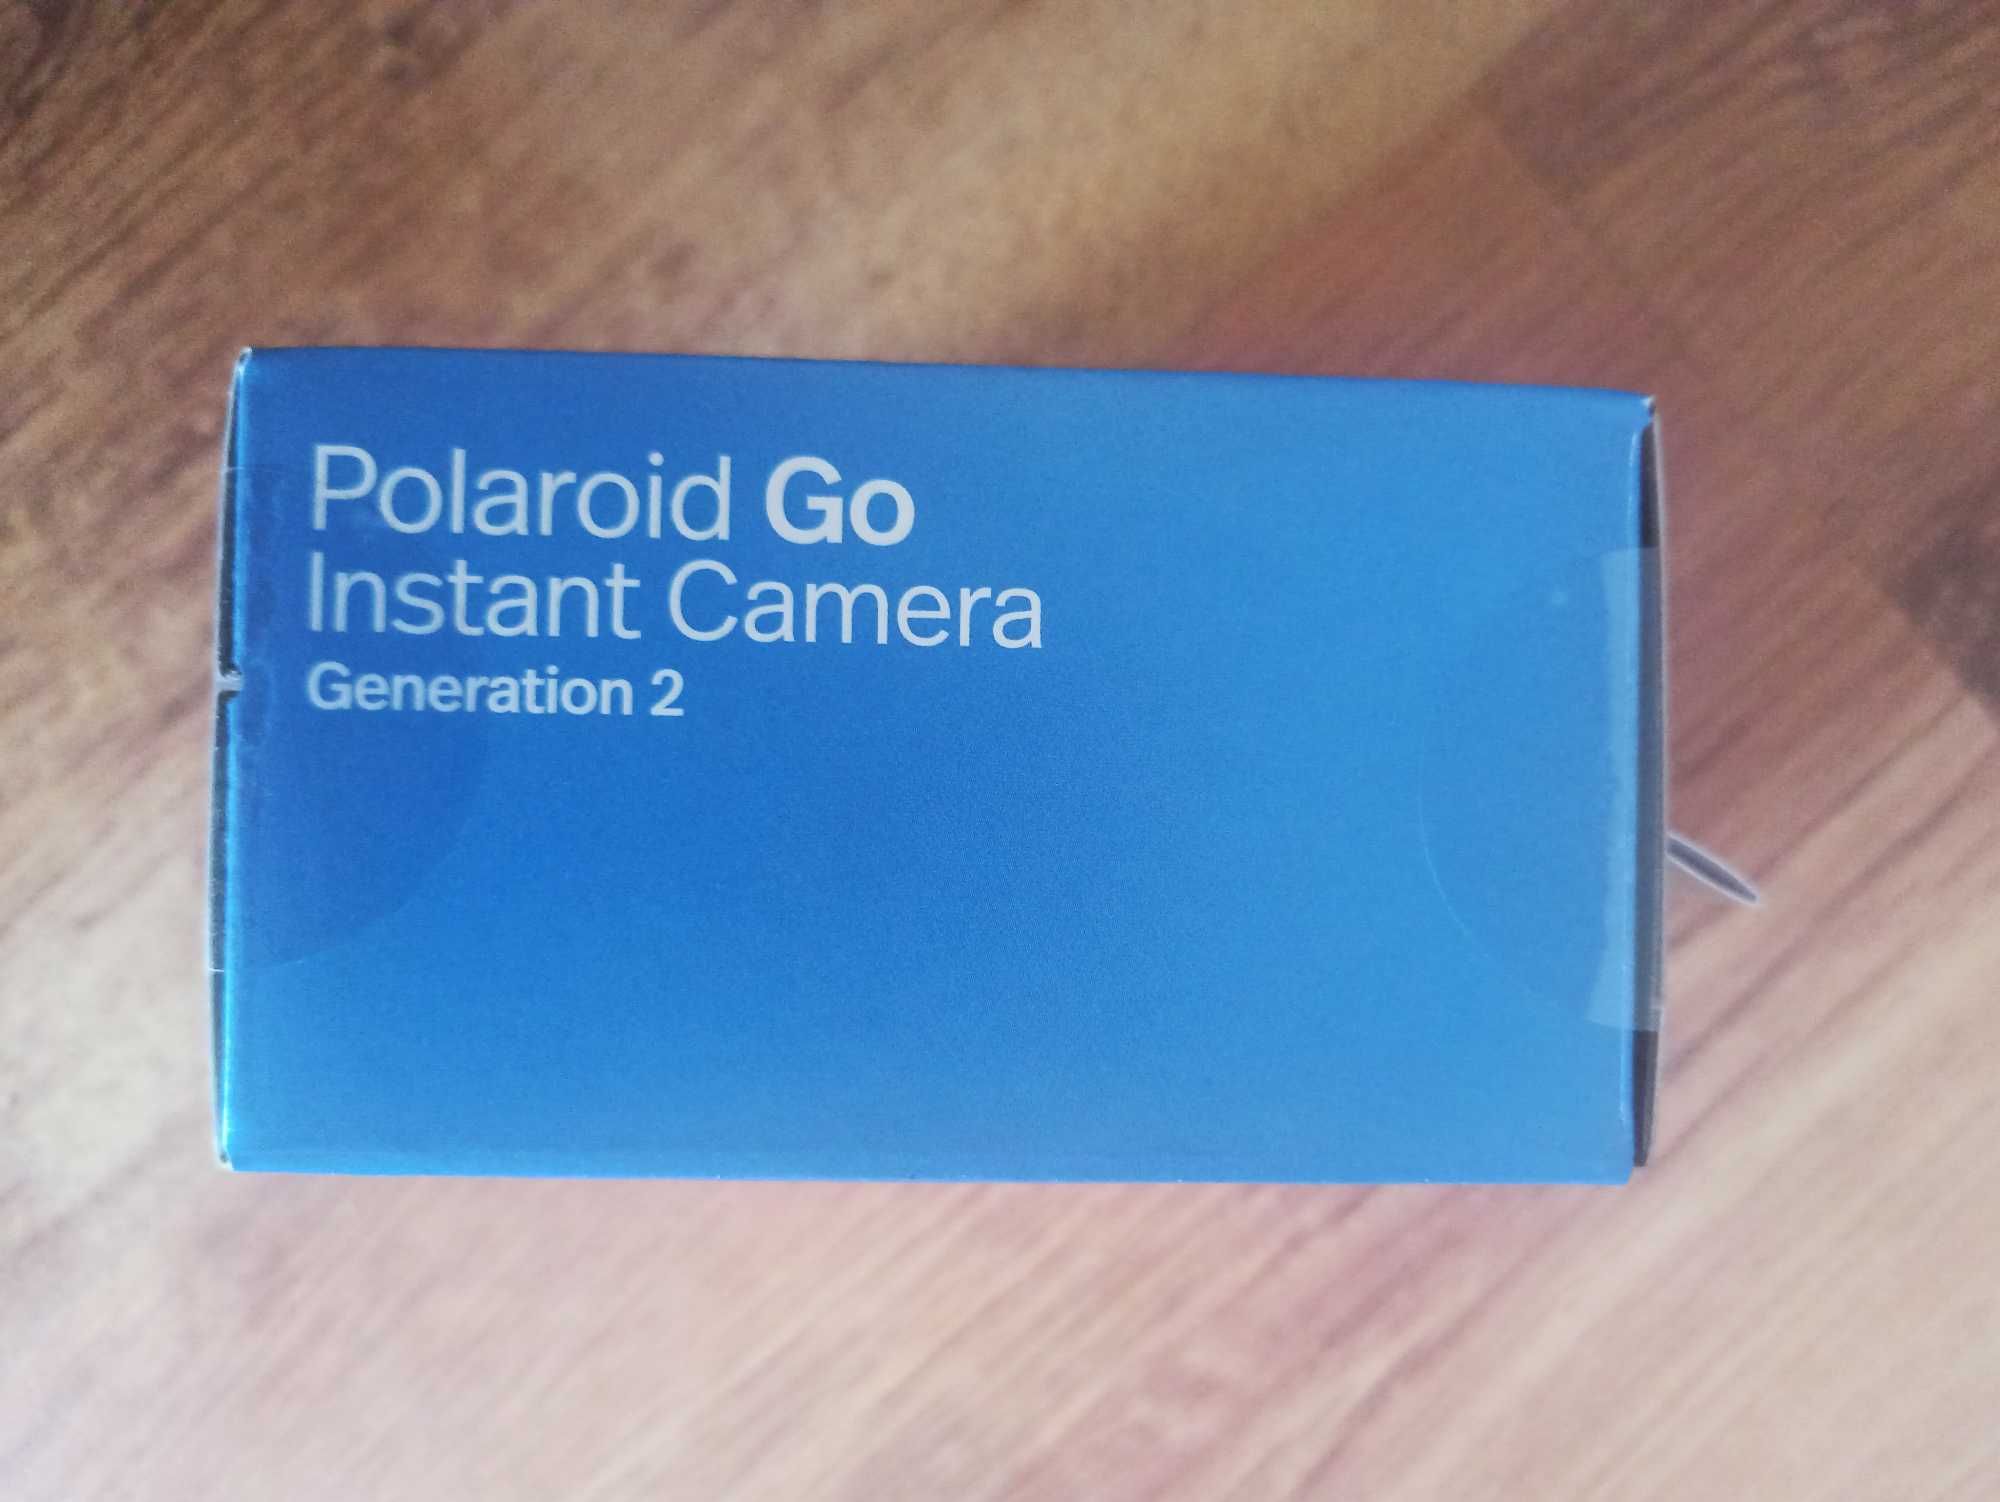 Polaroid Go
Instant Camera
Generation 2